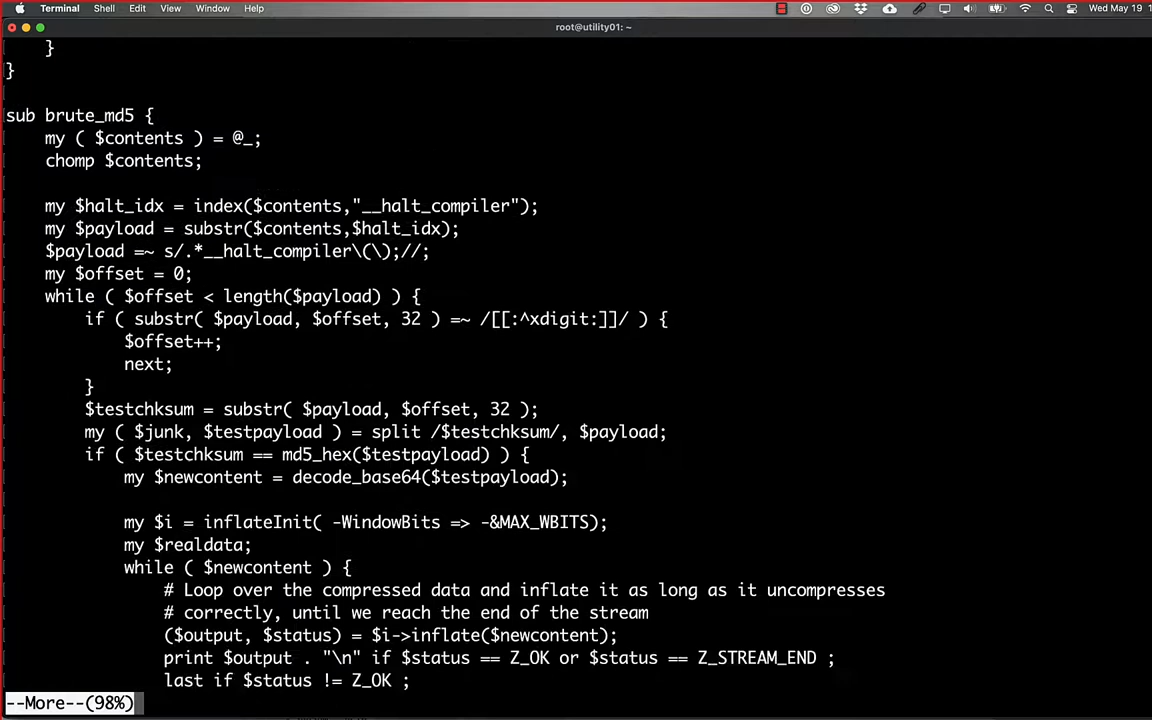 Terminal Shell Edit View Window Help Wed May 19 1
root@utility01: ~
    }
}
sub brute_md5 {
    my ( $contents ) = @_;
    chomp $contents;
    my $halt_idx = index($contents,"__halt_compiler");
    my $payload = substr($contents,$halt_idx);
    $payload =~ s/.*__halt_compiler\(\);//;
    my $offset = 0;
    while ( $offset < length($payload) ) {
        if ( substr( $payload, $offset, 32 ) =~ /[[:^xdigit:]]/ ) {
            $offset++;
            next;
        }
        $testchksum = substr( $payload, $offset, 32 );
        my ( $junk, $testpayload ) = split /$testchksum/, $payload;
        if ( $testchksum == md5_hex($testpayload) ) {
            my $newcontent = decode_base64($testpayload);
            my $i = inflateInit( -WindowBits => -&MAX_WBITS);
            my $realdata;
            while ( $newcontent ) {
                # Loop over the compressed data and inflate it as long as it uncompresses
                # correctly, until we reach the end of the stream
                ($output, $status) = $i->inflate($newcontent);
                print $output . "\n" if $status == Z_OK or $status == Z_STREAM_END ;
                last if $status != Z_OK ;
--More--(98%)